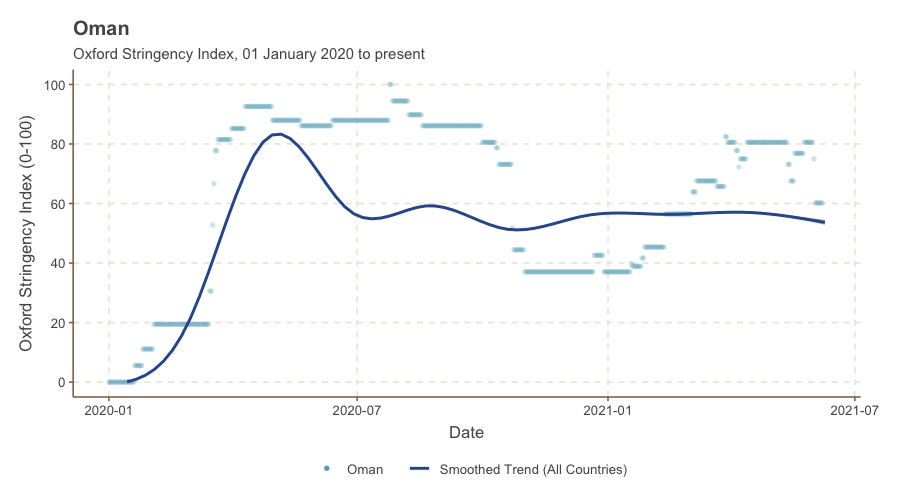 Oman
Oxford Stringency Index, 01 January 2020 to present
Oxford Stringency Index (0-100)
100
80
60
40
20
0
2020-01 2020-07 2021-01 2021-07
Date
Oman Smoothed Trend (All Countries)